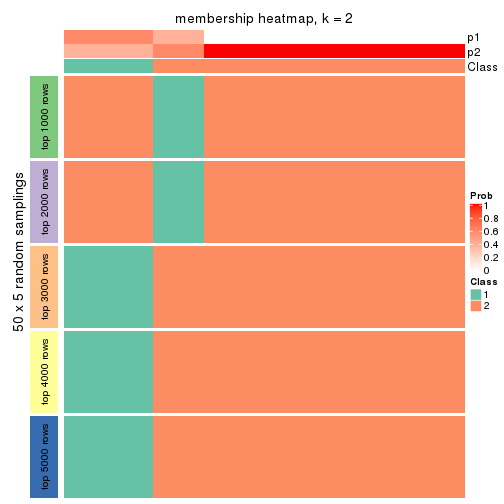 membership heatmap, k = 2
p1
p2
Class
50 x 5 random samplings
top 1000 rows
top 2000 rows
top 3000 rows
top 4000 rows
top 5000 rows
Prob
1
0.8
0.6
0.4
0.2
0
Class
1
2